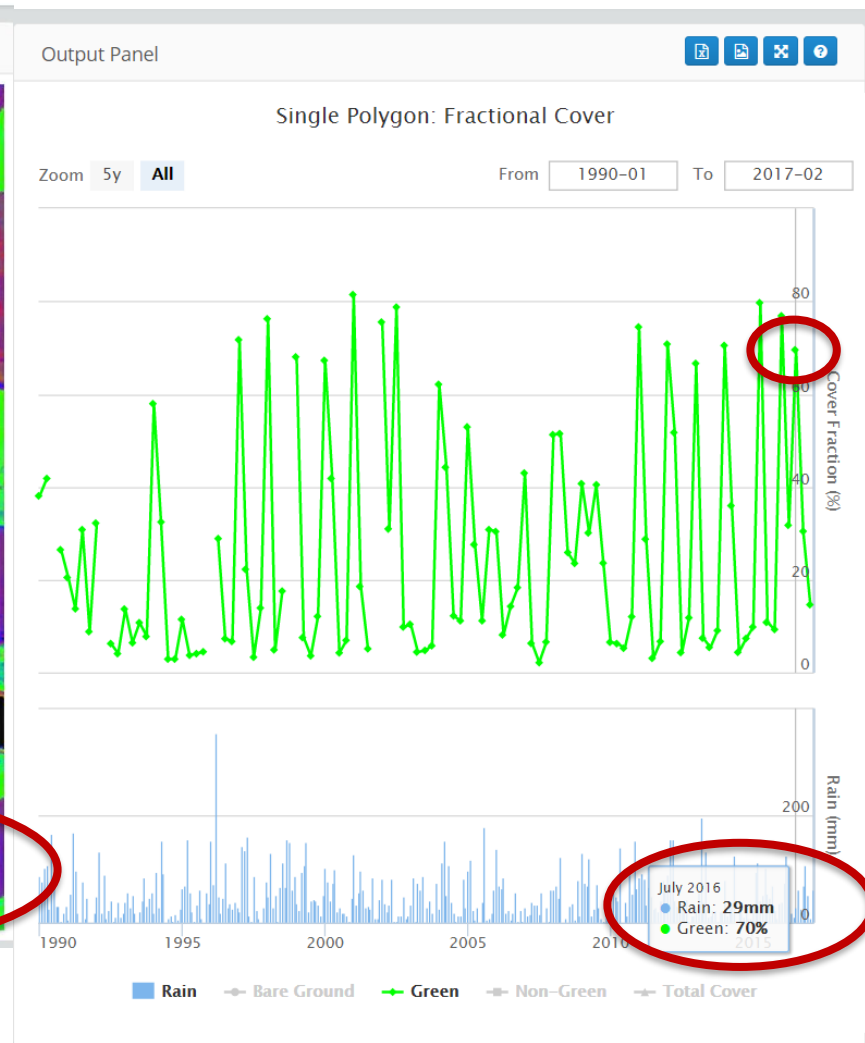 Output Panel
Single Polygon: Fractional Cover
Zoom 5y All From 1990-01 To 2017-02
80
60
40
20
0
Cover Fraction (%)
200
0
Rain (mm)
July 2016
Rain: 29mm
Green: 70%
1990 1995 2000 2005 2010 2015
Rain Bare Ground Green Non-Green Total Cover